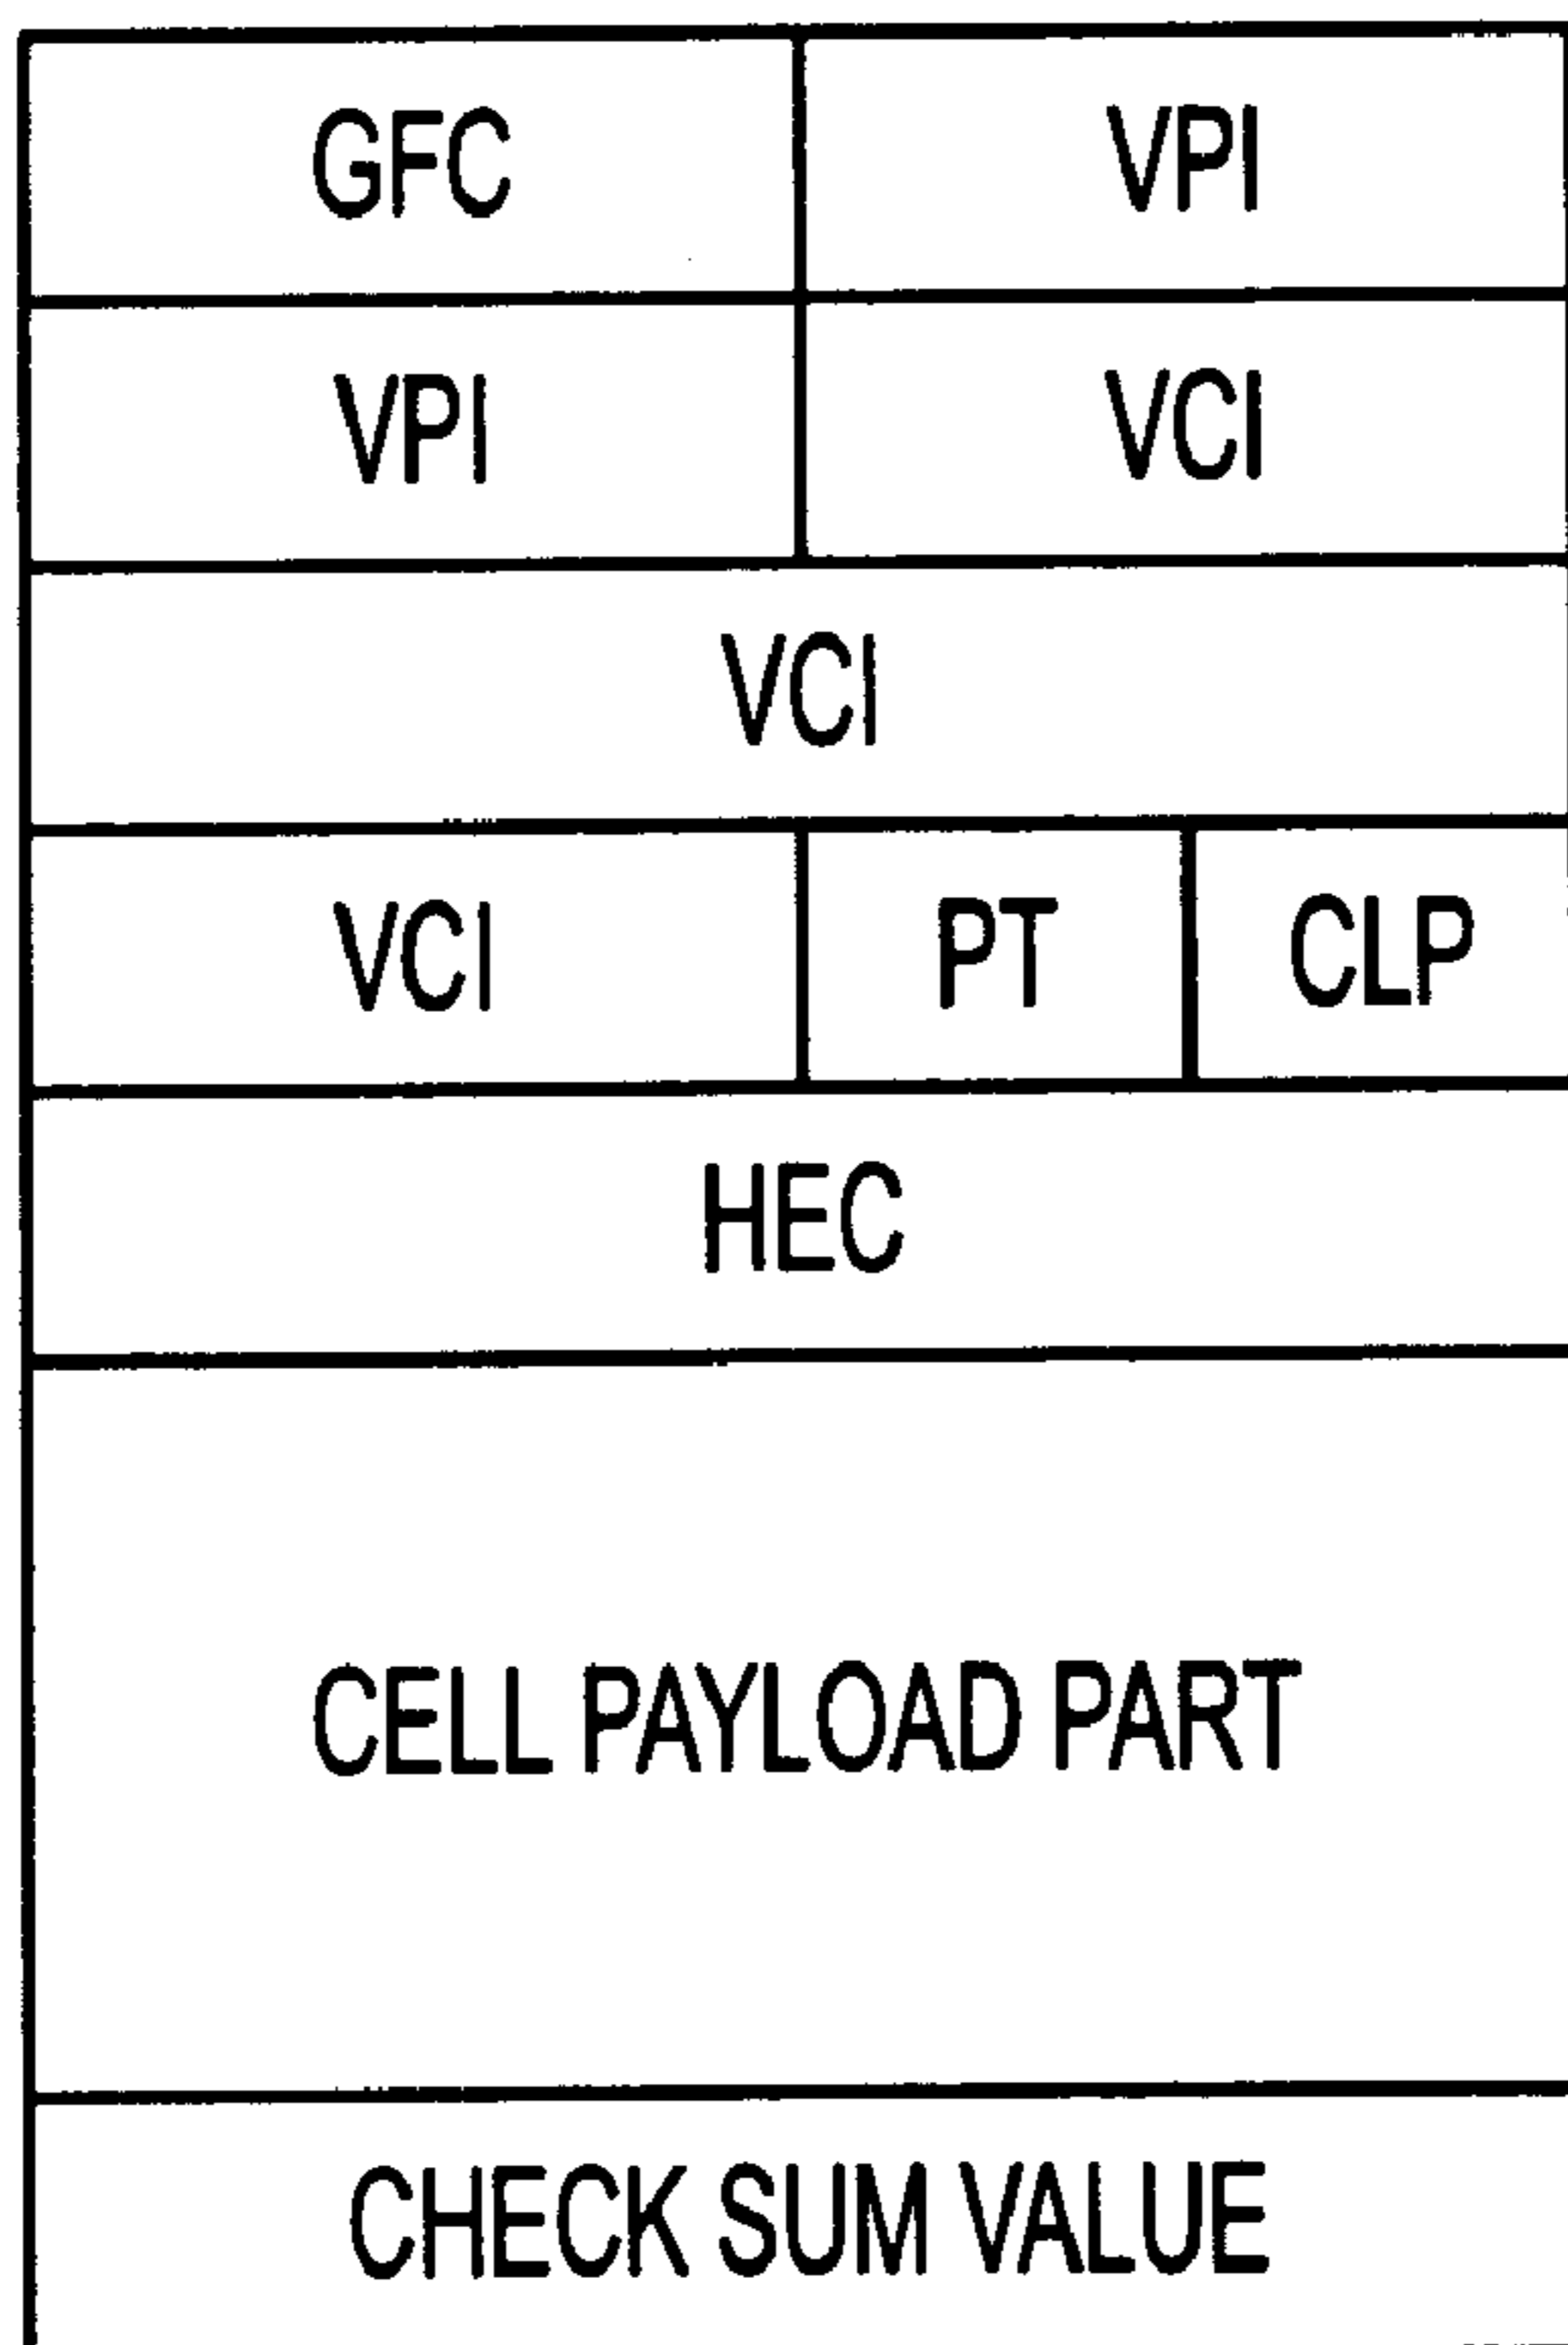 GFC VPI
VPI VCI
VCI
VCI PT CLP
HEC
CELL PAYLOAD PART
CHECK SUM VALUE